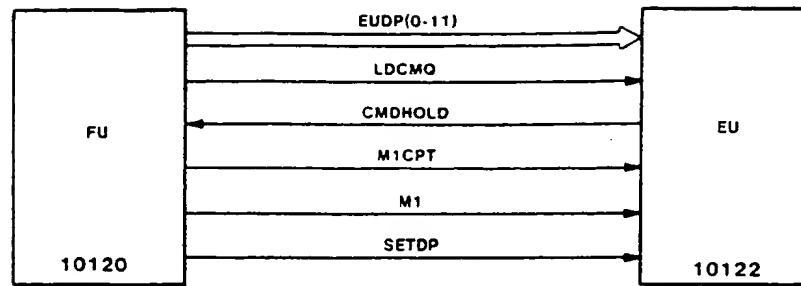 EUDP(0-11)
LDCMQ
CMDHOLD
FU
EU
M1CPT
M1
SETDP
10120
10122